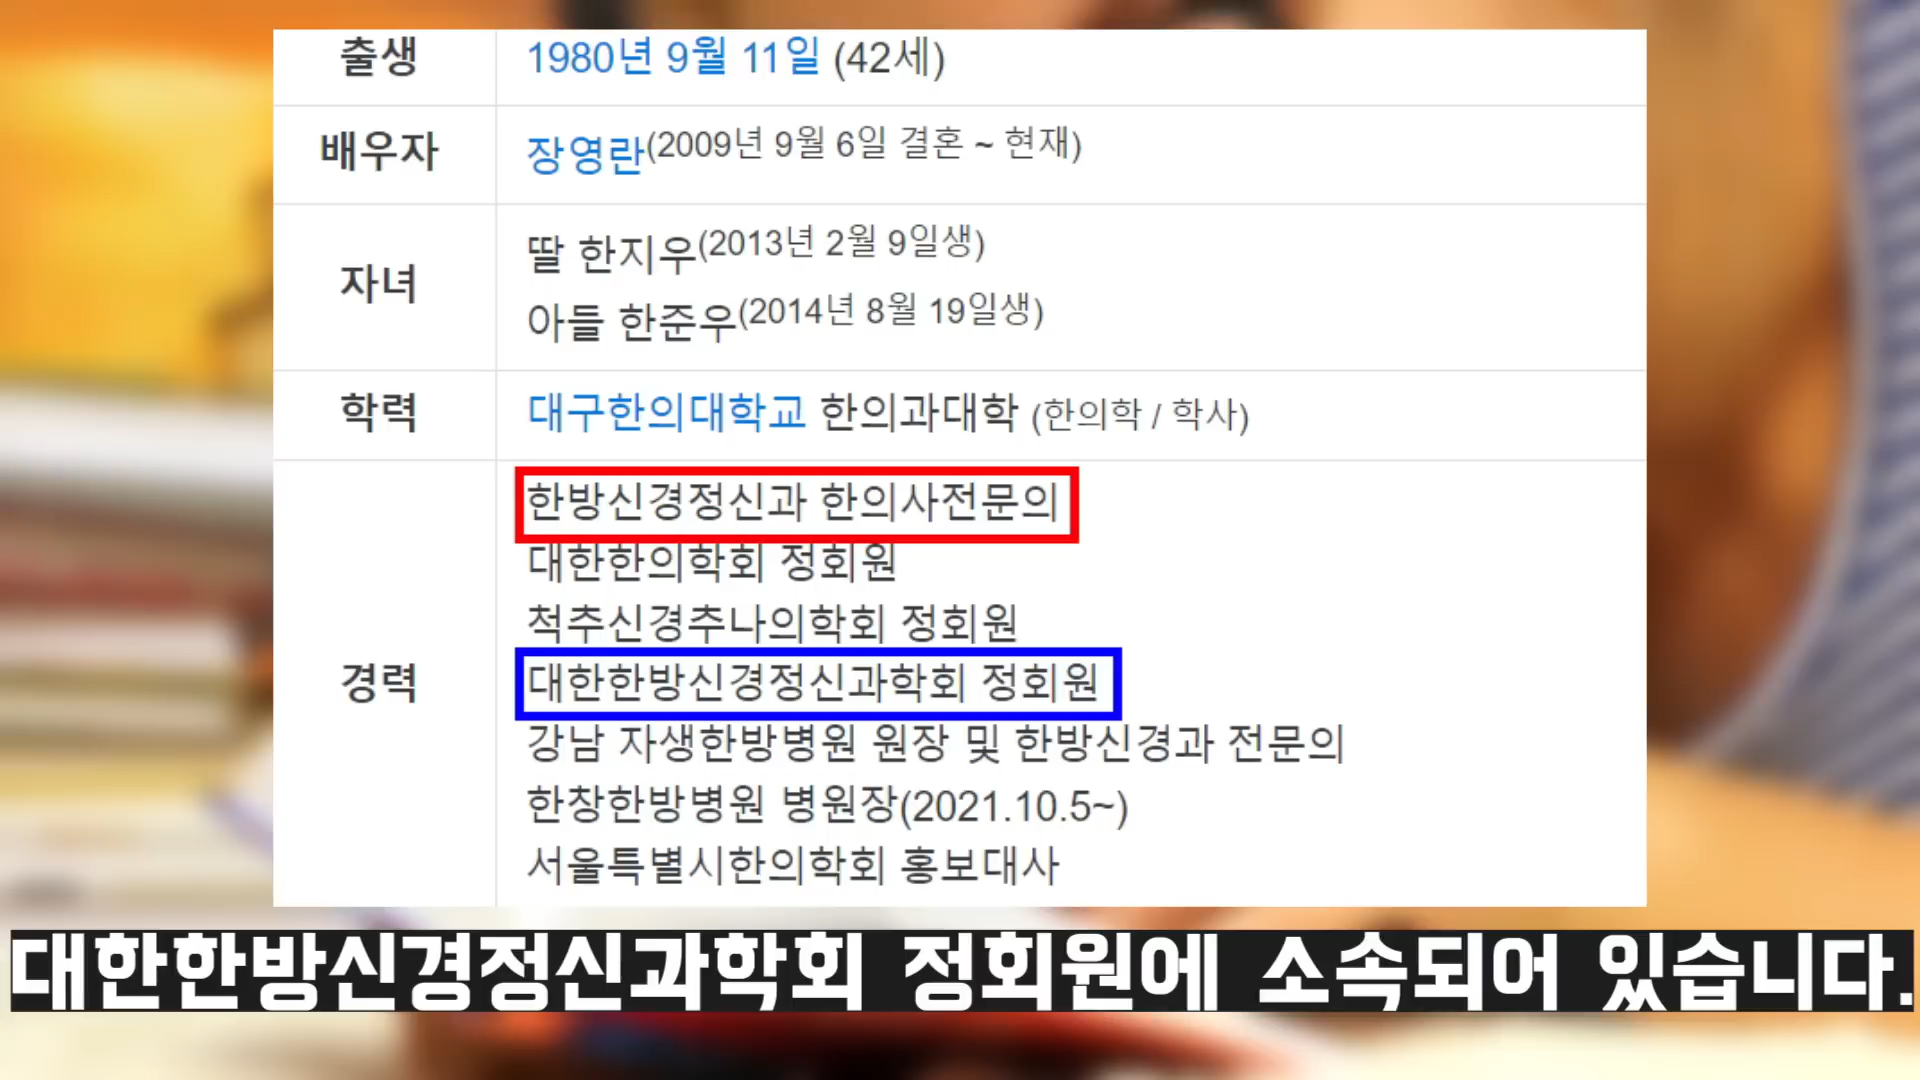 출생 1980년 9월 11일 (42세)
배우자 장영란(2009년 9월 6일 결혼 ~ 현재)
자녀
딸 한지우(2013년 2월 9일생)
아들 한준우(2014년 8월 19일생)
학력 대구한의대학교 한의과대학 (한의학 / 학사)
경력
한방신경정신과 한의사전문의
대한한의학회 정회원
척추신경추나의학회 정회원
대한한방신경정신과학회 정회원
강남 자생한방병원 원장 및 한방신경과 전문의
한창한방병원 병원장(2021.10.5~)
서울특별시한의학회 홍보대사
대한한방신경정신과학회 정회원에 소속되어 있습니다.